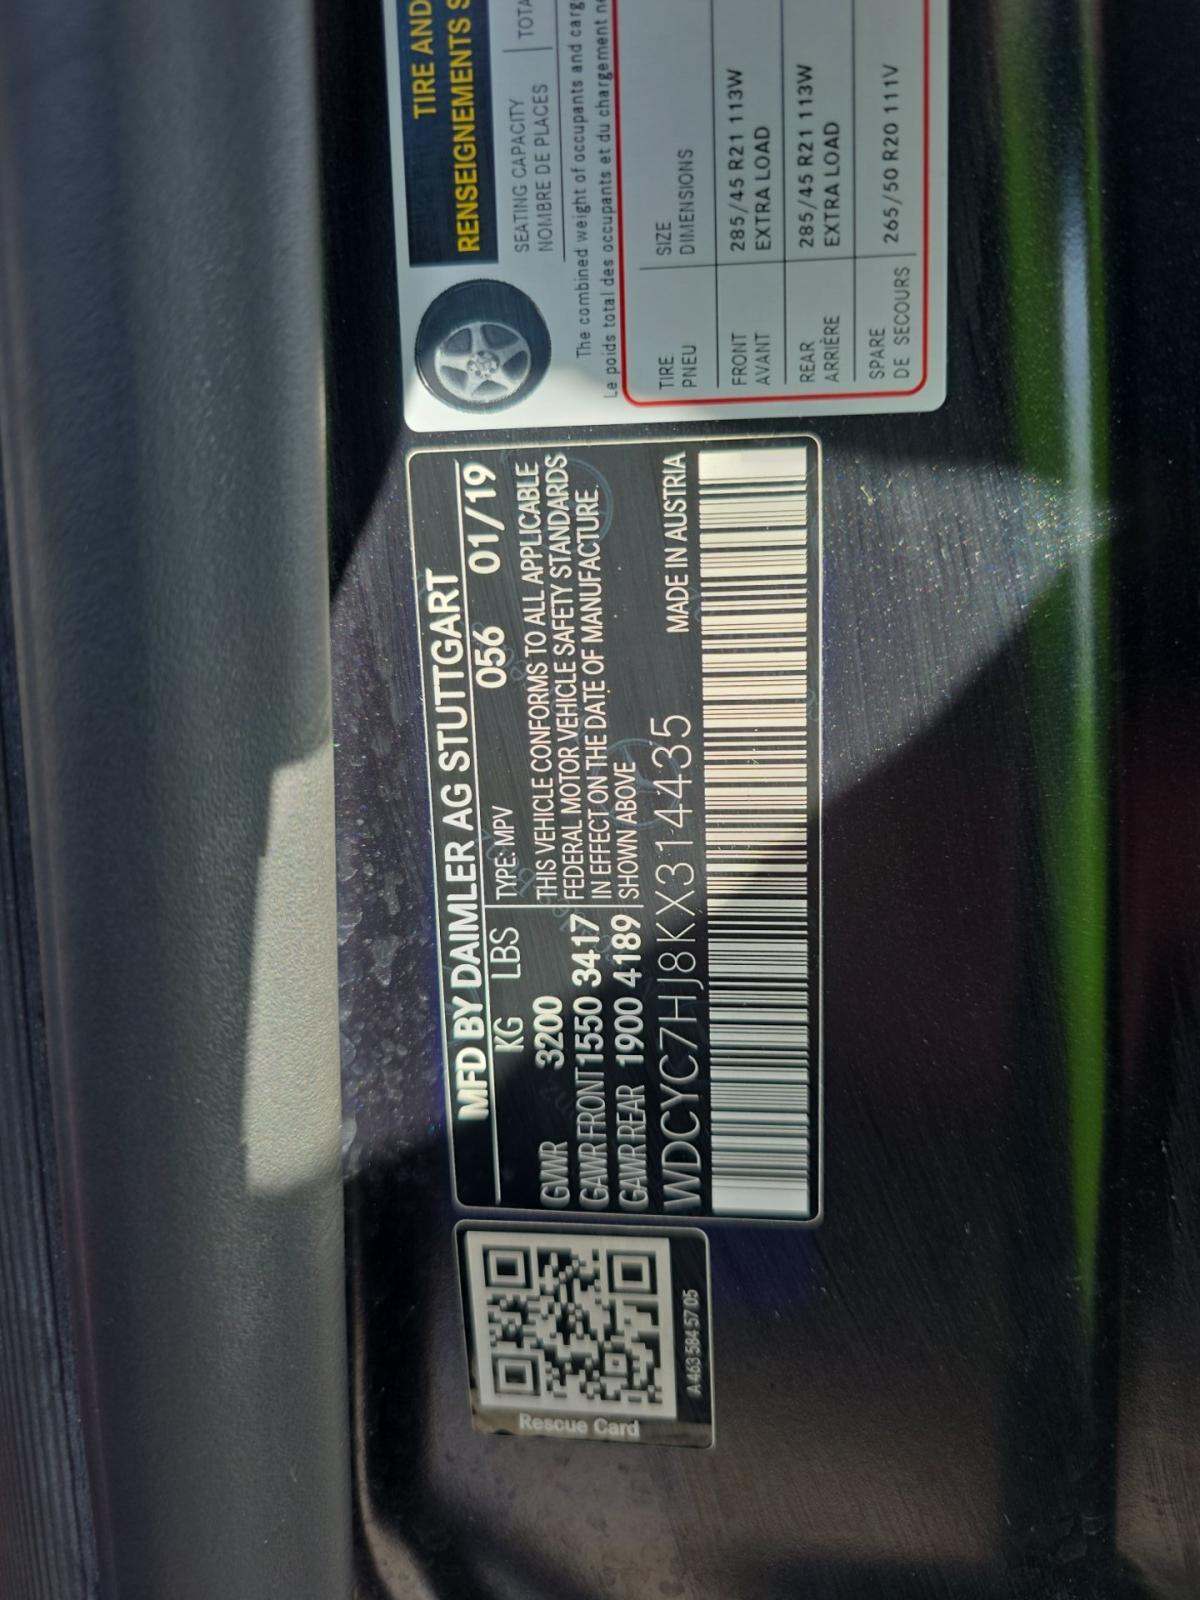 TIRE AND
RENSEIGNEMENTS S
SEATING CAPACITY
NOMBRE DE PLACES
TOTA
The combined weight of occupants and carg
Le poids total des occupants et du chargement ne
TIRE SIZE
PNEU DIMENSIONS
FRONT 285/45 R21 113W
AVANT EXTRA LOAD
REAR 285/45 R21 113W
ARRIÈRE EXTRA LOAD
SPARE 265/50 R20 111V
DE SECOURS
MFD BY DAIMLER AG STUTTGART
KG LBS TYPE: MPV 056 01/19
GVWR 3200
GAWR FRONT 1550 3417
GAWR REAR 1900 4189
THIS VEHICLE CONFORMS TO ALL APPLICABLE
FEDERAL MOTOR VEHICLE SAFETY STANDARDS
IN EFFECT ON THE DATE OF MANUFACTURE
SHOWN ABOVE
WDCYC7HJ8KX314435 MADE IN AUSTRIA
Rescue Card
A 463 584 57 05